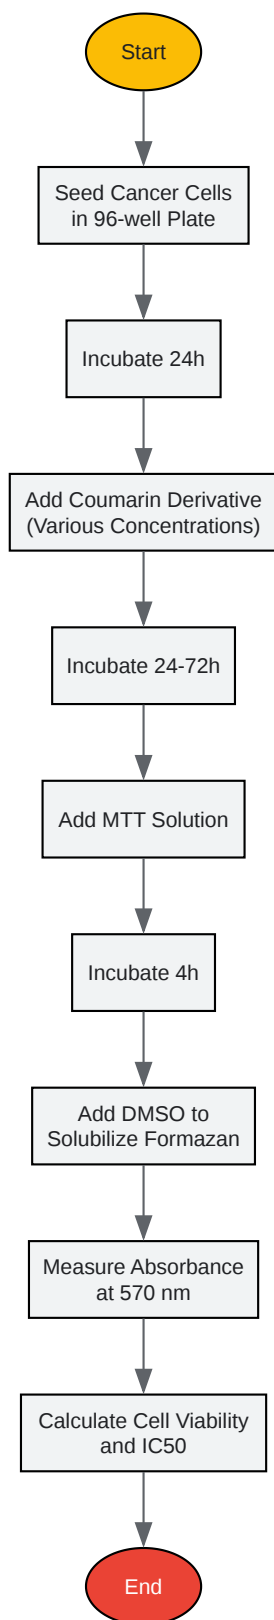 Start
Seed Cancer Cells
in 96-well Plate
Incubate 24h
Add Coumarin Derivative
(Various Concentrations)
Incubate 24-72h
Add MTT Solution
Incubate 4h
Add DMSO to
Solubilize Formazan
Measure Absorbance
at 570 nm
Calculate Cell Viability
and IC50
End